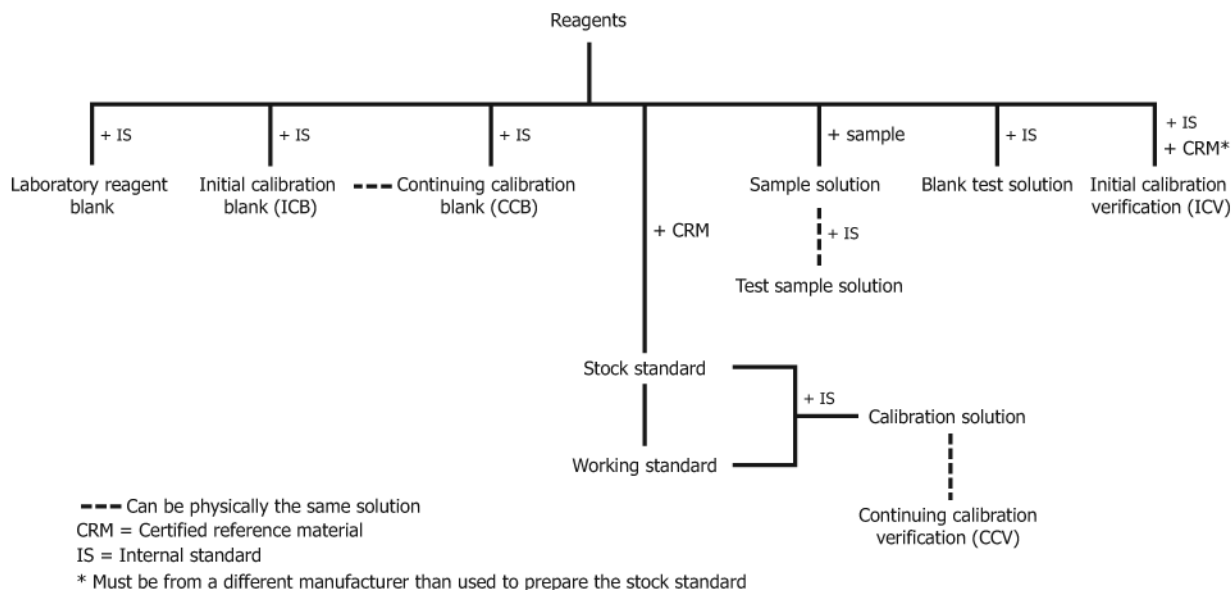 Reagents
+ IS
+ IS
+ IS
+ sample
+ IS
+ IS
+ CRM*
Laboratory reagent
blank
Initial calibration
blank (ICB)
Continuing calibration
blank (CCB)
Sample solution
Blank test solution
Initial calibration
verification (ICV)
+ CRM
+ IS
Test sample solution
Stock standard
+ IS
Calibration solution
Working standard
Continuing calibration
verification (CCV)
Can be physically the same solution
CRM = Certified reference material
IS = Internal standard
* Must be from a different manufacturer than used to prepare the stock standard